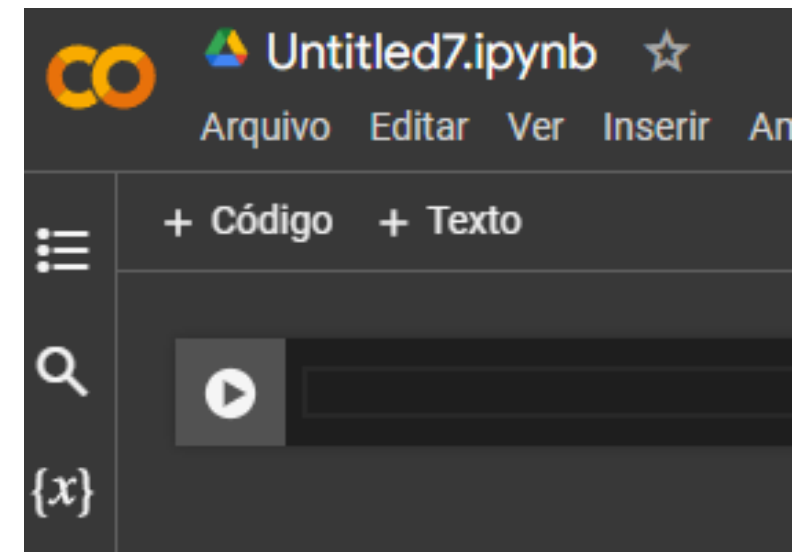 CO Untitled7.ipynb
Arquivo Editar Ver Inserir
+ Código + Texto
{x}